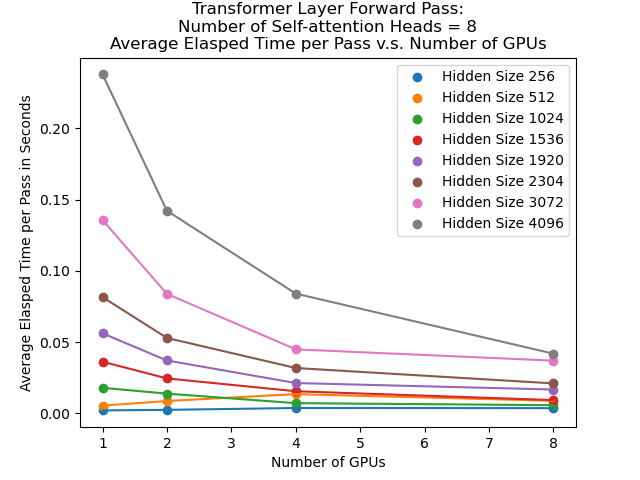 Transformer Layer Forward Pass:
Number of Self-attention Heads = 8
Average Elasped Time per Pass v.s. Number of GPUs
Hidden Size 256
Hidden Size 512
Hidden Size 1024
Hidden Size 1536
Hidden Size 1920
Hidden Size 2304
Hidden Size 3072
Hidden Size 4096
Average Elasped Time per Pass in Seconds
0.20
0.15
0.10
0.05
0.00
1 2 3 4 5 6 7 8
Number of GPUs